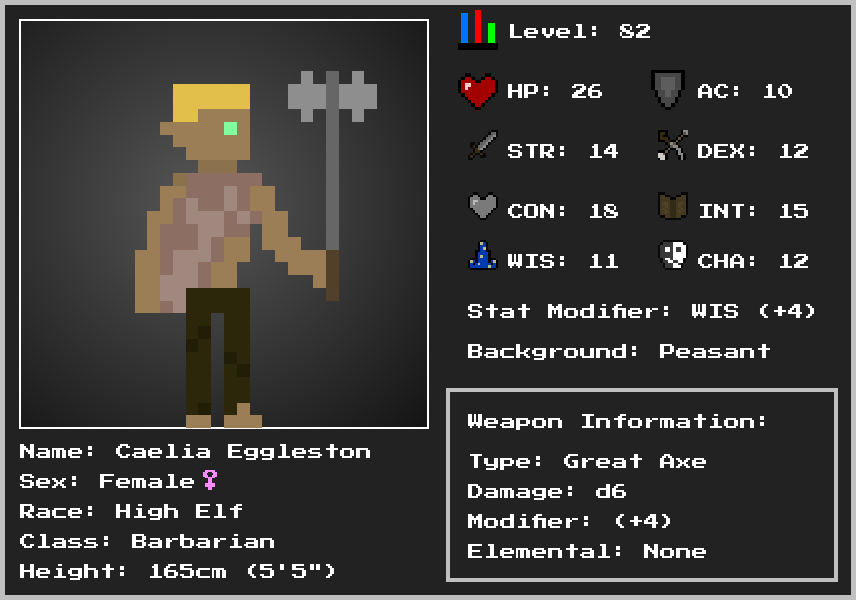 Level: 82
HP: 26 AC: 10
STR: 14 DEX: 12
CON: 18 INT: 15
WIS: 11 CHA: 12
Stat Modifier: WIS (+4)
Background: Peasant
Weapon Information:
Type: Great Axe
Damage: d6
Modifier: (+4)
Elemental: None
Name: Caelia Eggleston
Sex: Female♀
Race: High Elf
Class: Barbarian
Height: 165cm (5'5")